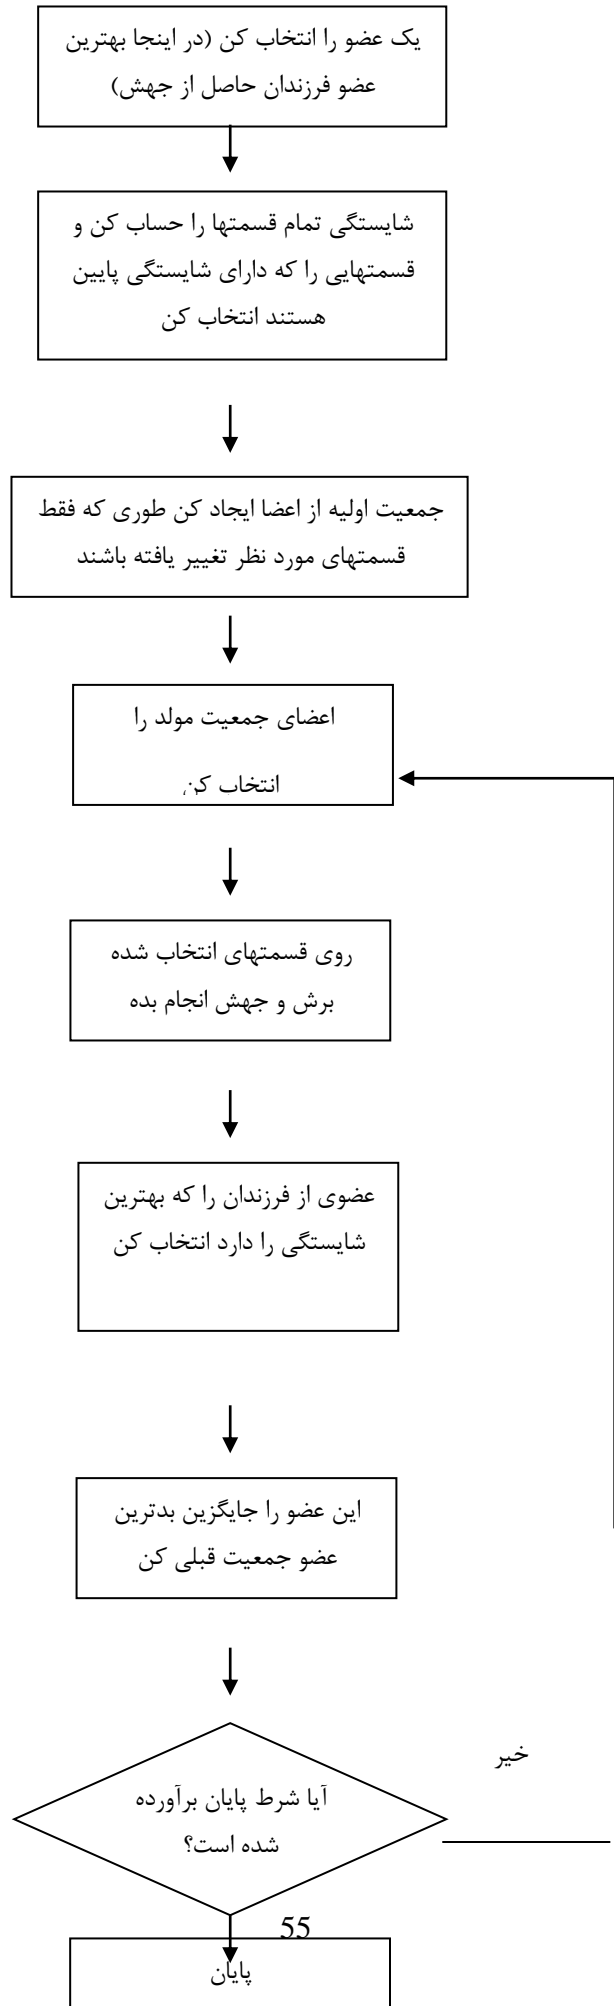 یک عضو را انتخاب کن (در اینجا بهترین
عضو فرزندان حاصل از جهش)
شایستگی تمام قسمتها را حساب کن و
قسمتهایی را که دارای شایستگی پایین
هستند انتخاب کن
جمعیت اولیه از اعضا ایجاد کن طوری که فقط
قسمتهای مورد نظر تغییر یافته باشند
اعضای جمعیت مولد را
انتخاب کن
روی قسمتهای انتخاب شده
برش و جهش انجام بده
عضوی از فرزندان را که بهترین
شایستگی را دارد انتخاب کن
این عضو را جایگزین بدترین
عضو جمعیت قبلی کن
خیر
آیا شرط پایان برآورده
شده است؟
55
پایان